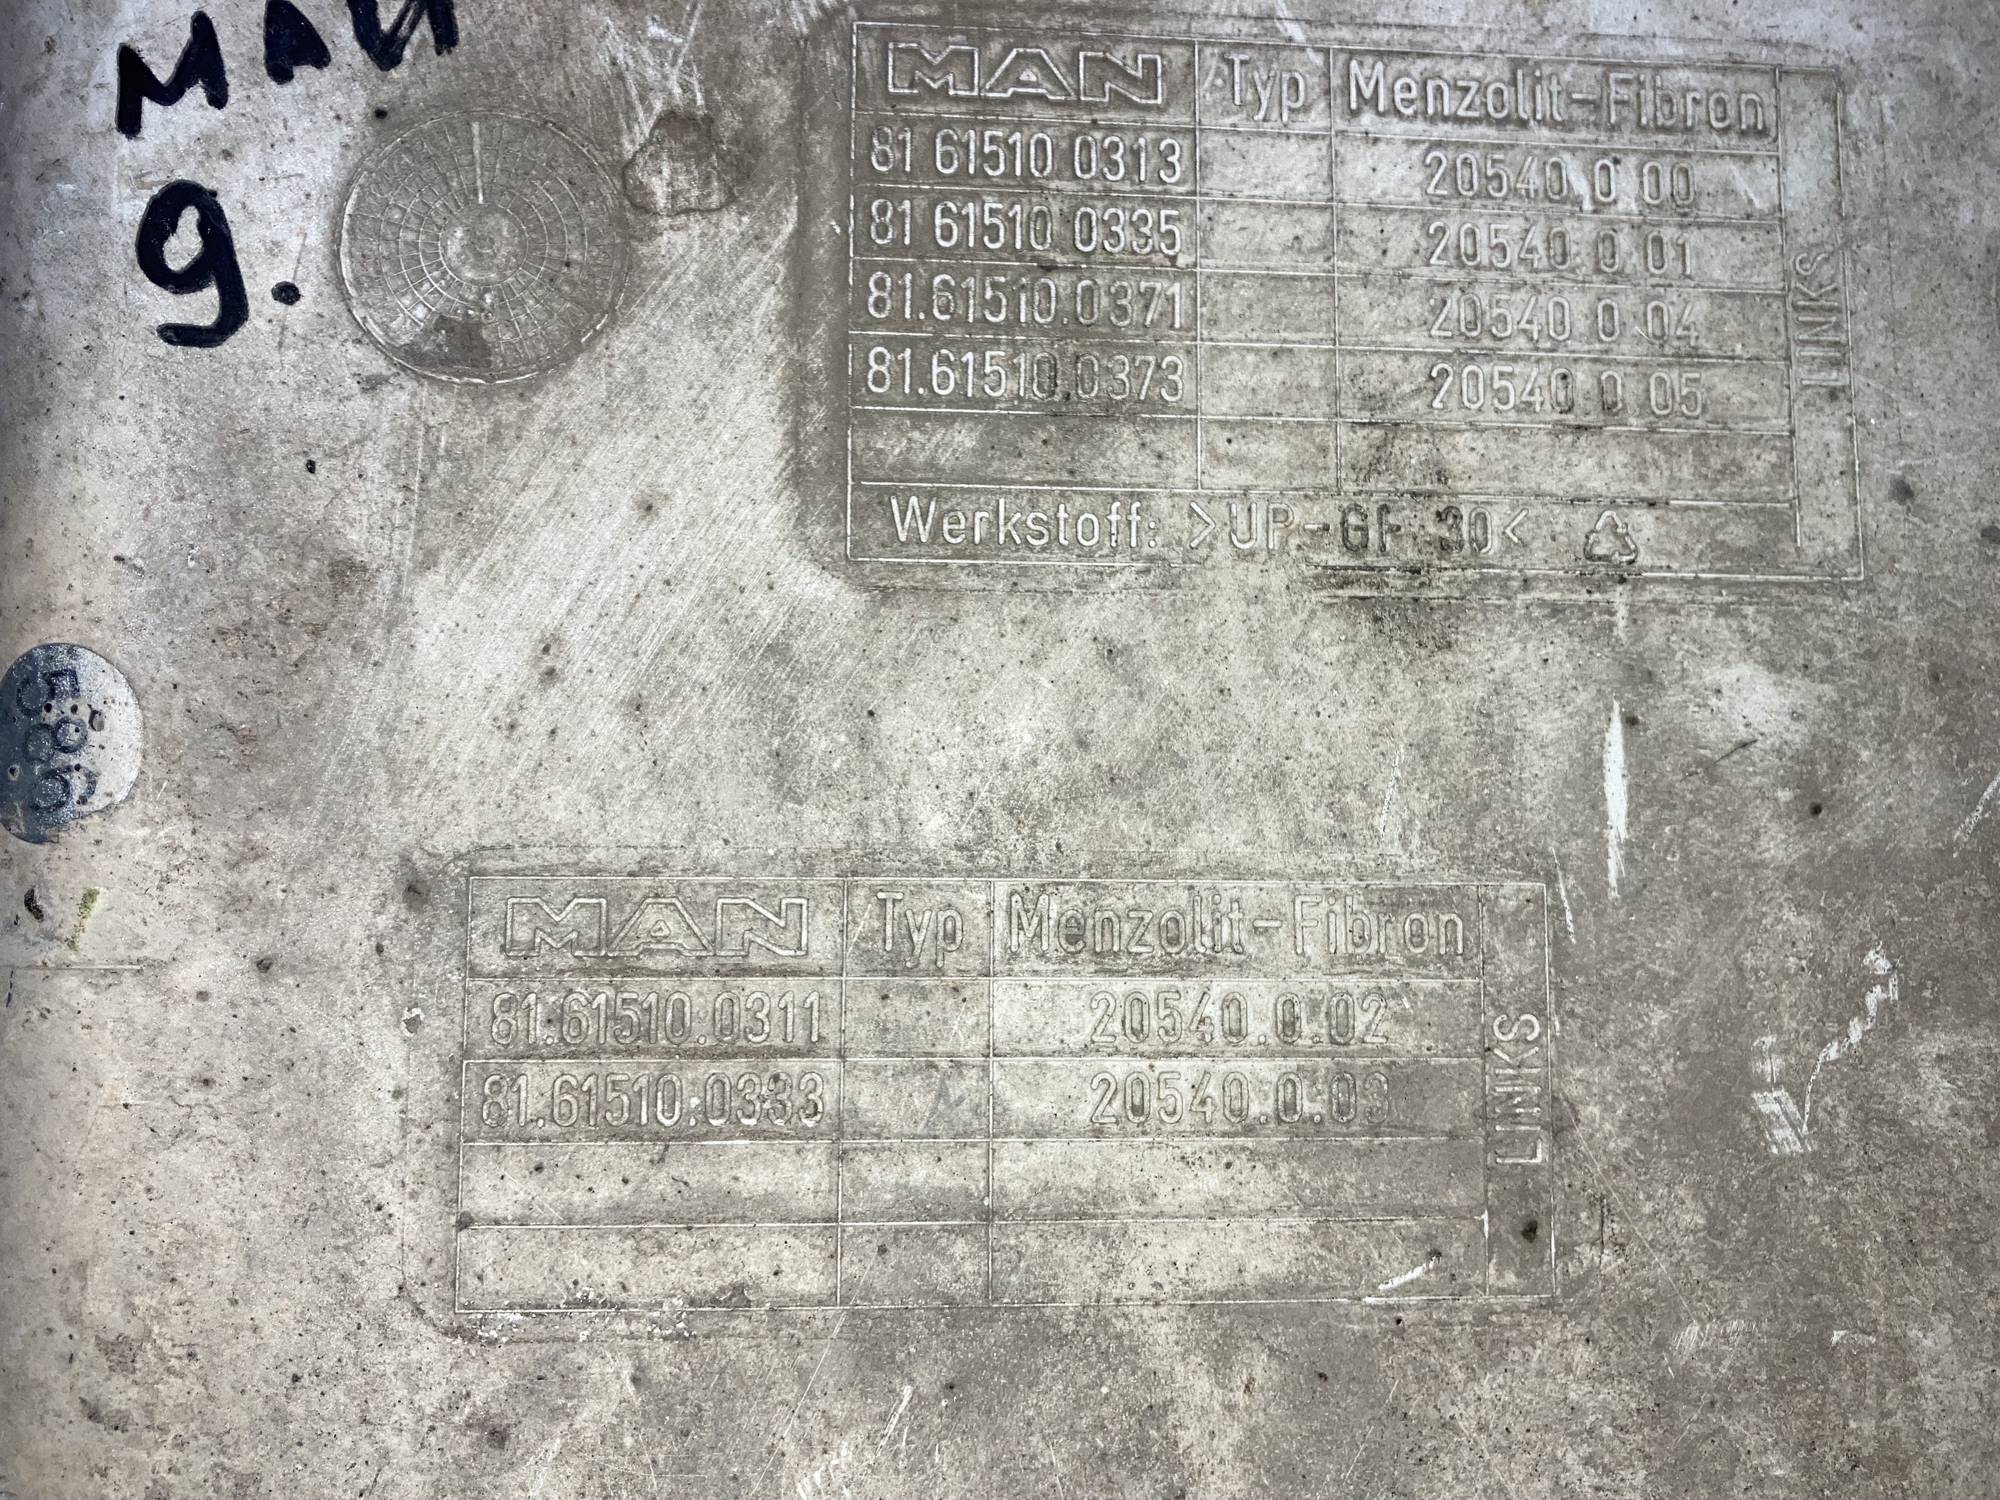 MAN
9.
MAN Typ Menzolit-Fibron
81 61510 0313 20540 0 00
81 61510 0335 20540 0 01
81.61510.0371 20540 0 04
81.61510.0373 20540 0 05
Werkstoff: >UP-GF 30<
LINKS
MAN Typ Menzolit-Fibron
81.61510.0311 20540.0.02
81.61510.0333 20540.0.03
LINKS